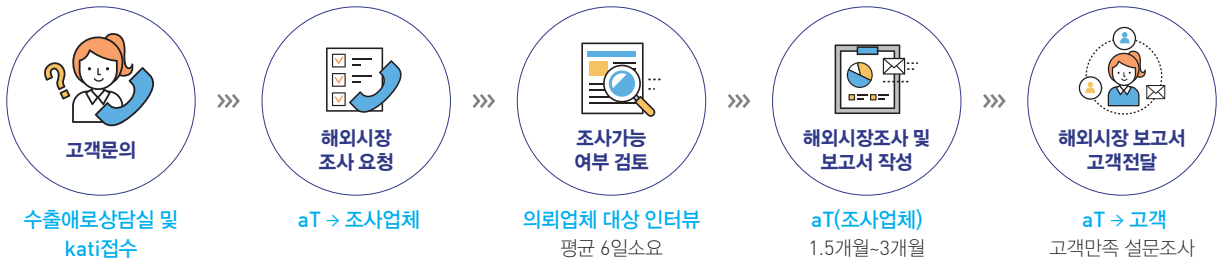 고객문의
수출애로상담실 및
kati접수
해외시장
조사 요청
aT → 조사업체
조사가능
여부 검토
의뢰업체 대상 인터뷰
평균 6일소요
해외시장조사 및
보고서 작성
aT(조사업체)
1.5개월~3개월
해외시장 보고서
고객전달
aT → 고객
고객만족 설문조사